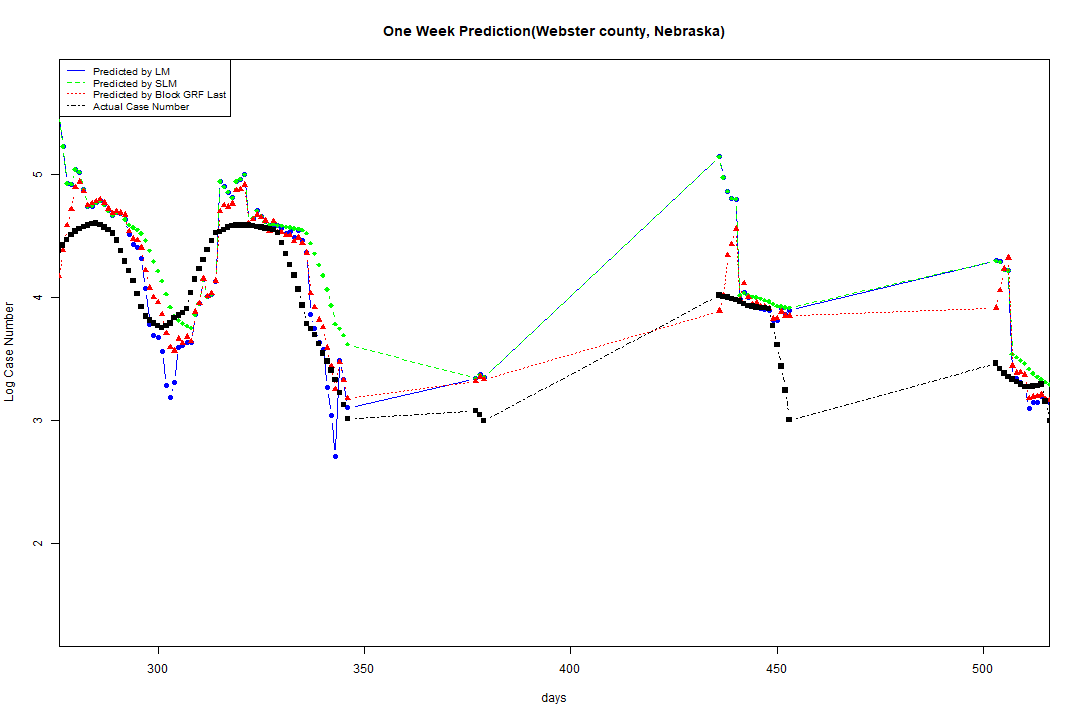 One Week Prediction(Webster county, Nebraska)
Predicted by LM
Predicted by SLM
Predicted by Block GRF Last
Actual Case Number
Log Case Number
5
4
3
2
300 350 400 450 500
days